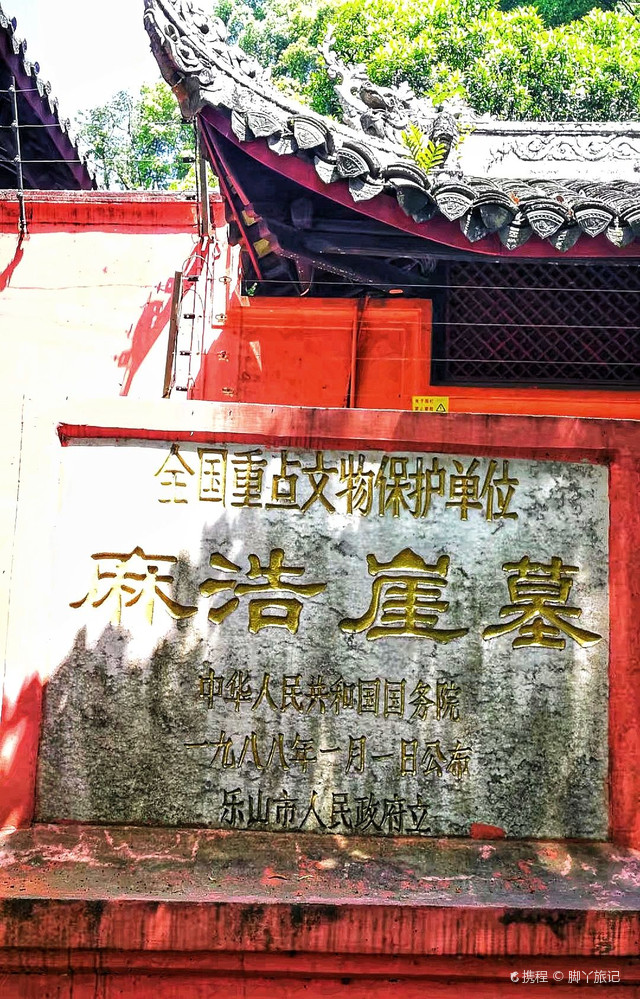 全国重点文物保护单位
麻浩崖墓
中华人民共和国国务院
一九八八年一月一日公布
乐山市人民政府立
携程 © 脚丫旅记